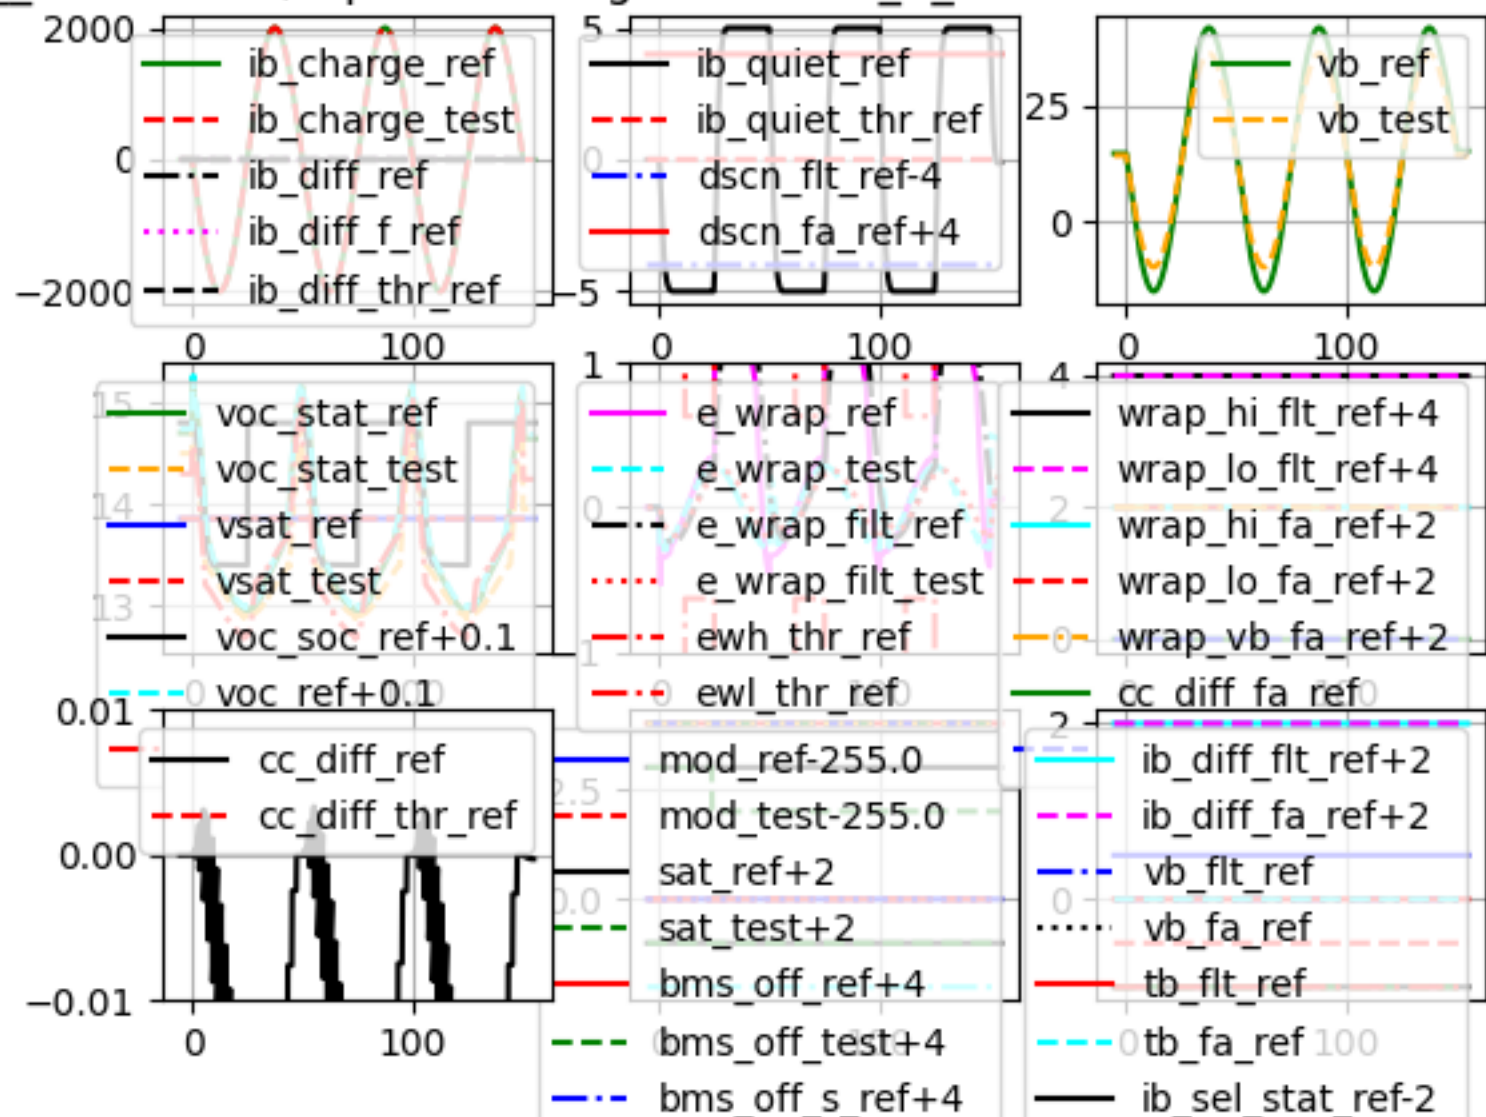 2000
0
−2000
0
100
ib_charge_ref
ib_charge_test
ib_diff_ref
ib_diff_f_ref
ib_diff_thr_ref
5
0
−5
0
100
ib_quiet_ref
ib_quiet_thr_ref
dscn_flt_ref-4
dscn_fa_ref+4
25
0
0
100
vb_ref
vb_test
15
14
13
0
voc_stat_ref
voc_stat_test
vsat_ref
vsat_test
voc_soc_ref+0.1
voc_ref+0.1
1
0
0
e_wrap_ref
e_wrap_test
e_wrap_filt_ref
e_wrap_filt_test
ewh_thr_ref
ewl_thr_ref
4
2
0
wrap_hi_flt_ref+4
wrap_lo_flt_ref+4
wrap_hi_fa_ref+2
wrap_lo_fa_ref+2
wrap_vb_fa_ref+2
cc_diff_fa_ref
0.01
0.00
−0.01
0
100
cc_diff_ref
cc_diff_thr_ref
2.5
0.0
mod_ref-255.0
mod_test-255.0
sat_ref+2
sat_test+2
bms_off_ref+4
bms_off_test+4
bms_off_s_ref+4
2
0
0
100
ib_diff_flt_ref+2
ib_diff_fa_ref+2
vb_flt_ref
vb_fa_ref
tb_flt_ref
tb_fa_ref
ib_sel_stat_ref-2